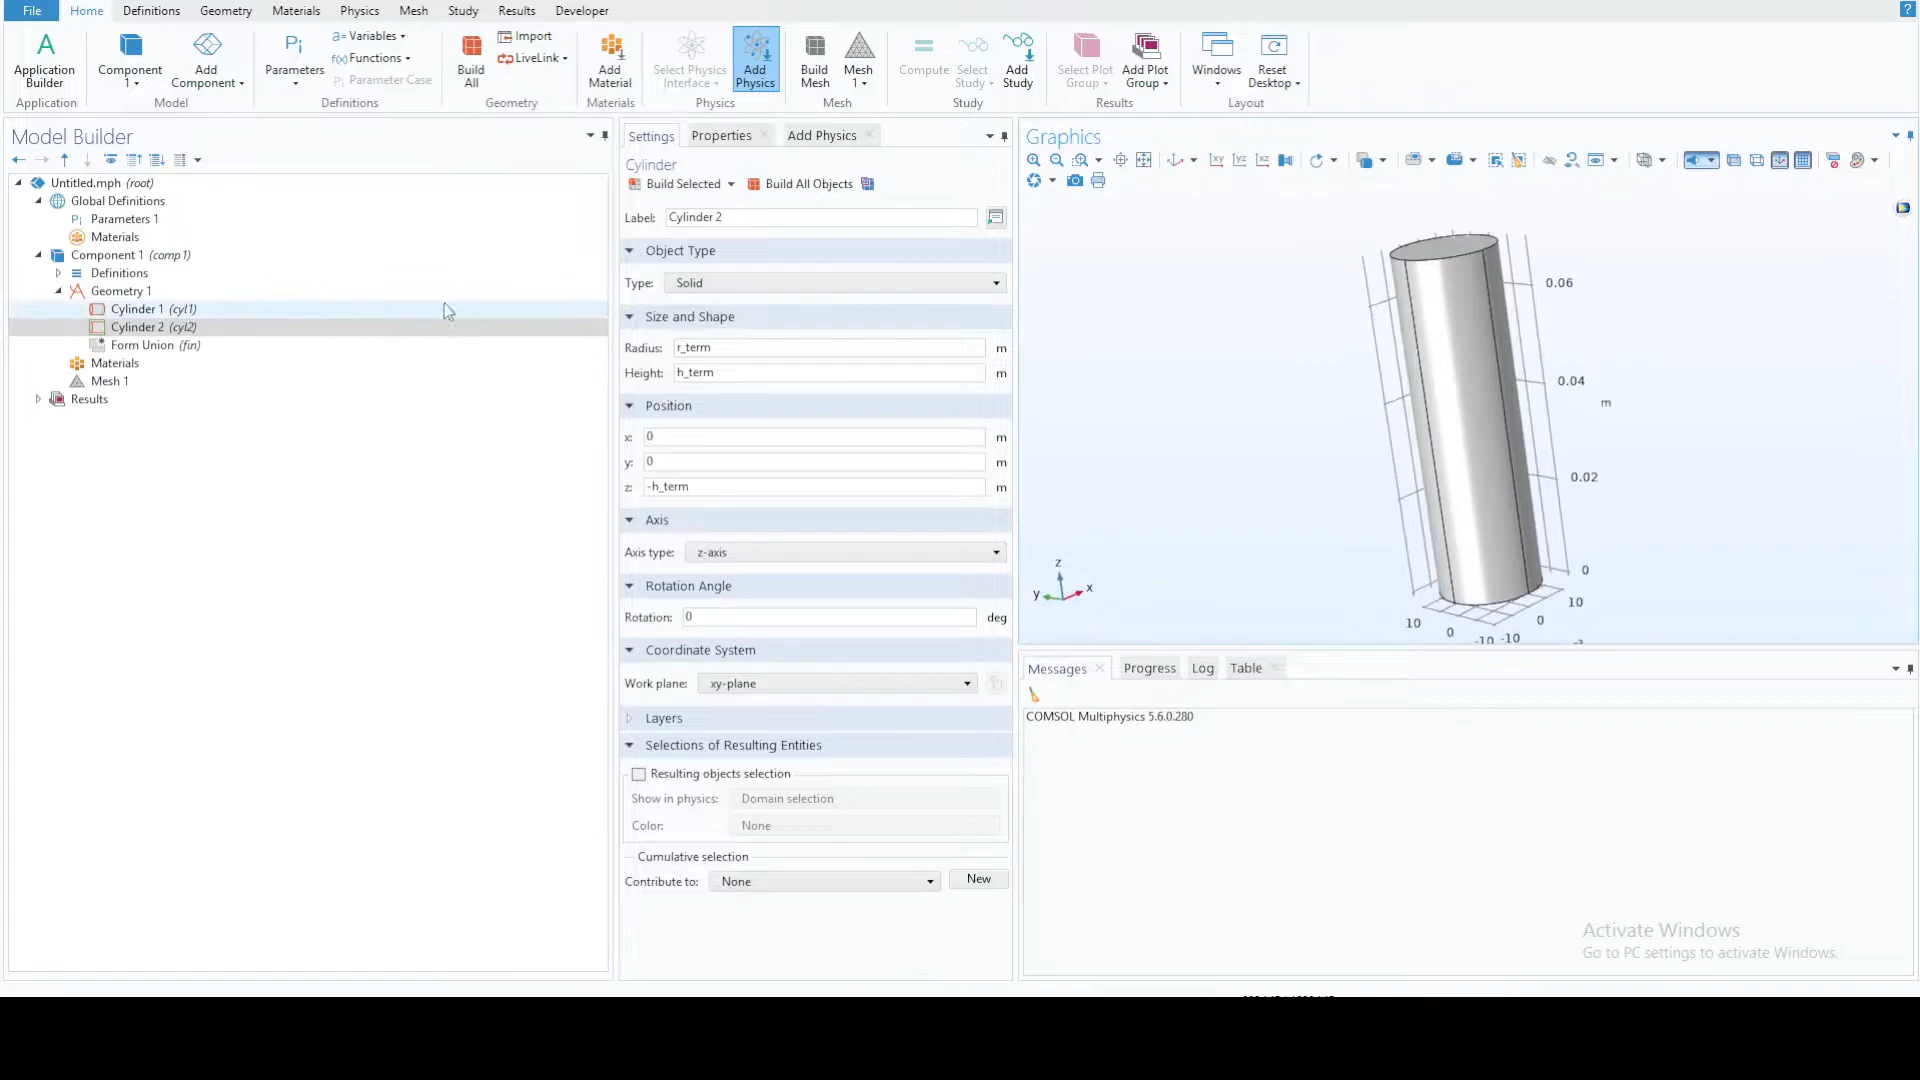 File Home Definitions Geometry Materials Physics Mesh Study Results Developer
Application Builder
Application
Component 1
Add Component
Model
Parameters
a= Variables
f(x) Functions
Pi Parameter Case
Definitions
Build All
Import
LiveLink
Geometry
Add Material
Materials
Select Physics Interface
Add Physics
Physics
Build Mesh
Mesh 1
Mesh
Compute
Select Study
Add Study
Study
Select Plot Group
Add Plot Group
Results
Windows
Reset Desktop
Layout
Model Builder
Untitled.mph (root)
Global Definitions
Pi Parameters 1
Materials
Component 1 (comp1)
Definitions
Geometry 1
Cylinder 1 (cyl1)
Cylinder 2 (cyl2)
Form Union (fin)
Materials
Mesh 1
Results
Settings Properties Add Physics
Cylinder
Build Selected Build All Objects
Label: Cylinder 2
Object Type
Type: Solid
Size and Shape
Radius: r_term m
Height: h_term m
Position
x: 0 m
y: 0 m
z: -h_term m
Axis
Axis type: z-axis
Rotation Angle
Rotation: 0 deg
Coordinate System
Work plane: xy-plane
Layers
Selections of Resulting Entities
Resulting objects selection
Show in physics: Domain selection
Color: None
Cumulative selection
Contribute to: None New
Graphics
xy yz xz
0.06
0.04
m
0.02
0
10
0
-10
10
0
-10
z
y x
Messages Progress Log Table
COMSOL Multiphysics 5.6.0.280
Activate Windows
Go to PC settings to activate Windows.